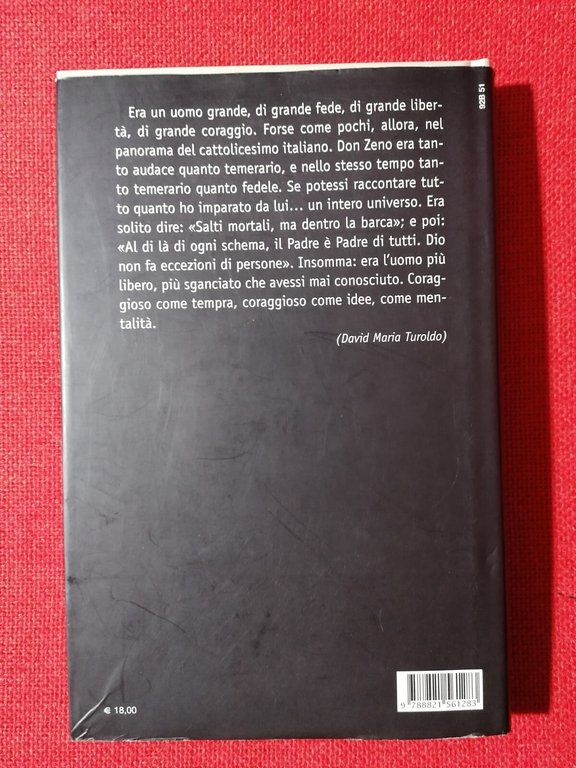 92B 51
Era un uomo grande, di grande fede, di grande liber-
tà, di grande coraggio. Forse come pochi, allora, nel
panorama del cattolicesimo italiano. Don Zeno era tan-
to audace quanto temerario, e nello stesso tempo tan-
to temerario quanto fedele. Se potessi raccontare tut-
to quanto ho imparato da lui... un intero universo. Era
solito dire: «Salti mortali, ma dentro la barca»; e poi:
«Al di là di ogni schema, il Padre è Padre di tutti. Dio
non fa eccezioni di persone». Insomma: era l'uomo più
libero, più sganciato che avessi mai conosciuto. Corag-
gioso come tempra, coraggioso come idee, come men-
talità.
(David Maria Turoldo)
€ 18,00
9 788821 561283